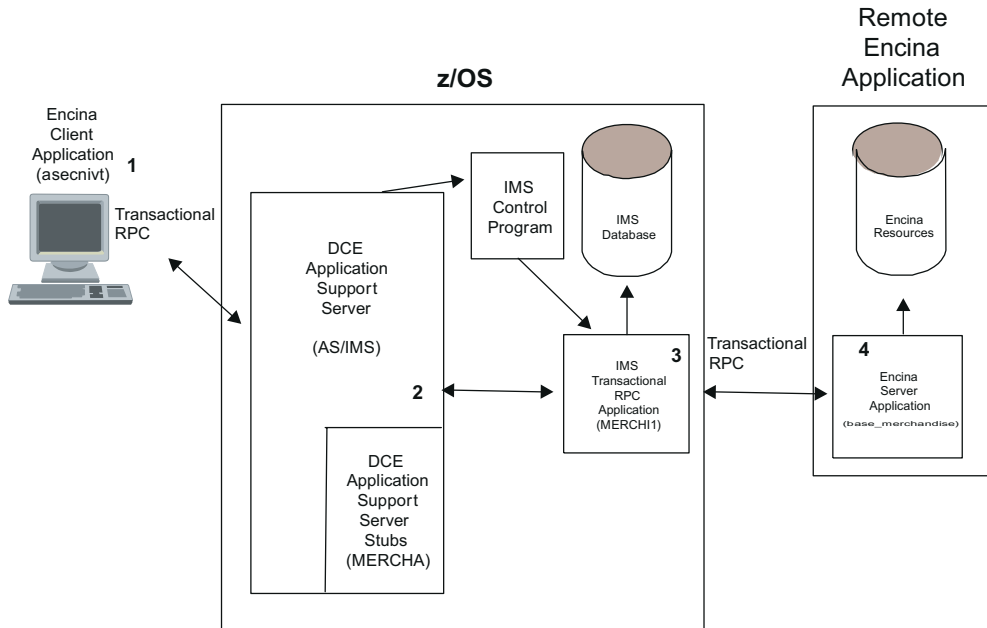 Remote
Encina
Application
z/OS
Encina
Client
Application
(asecnivt)
1
Transactional
RPC
DCE
Application
Support
Server
(AS/IMS)
2
DCE
Application
Support
Server
Stubs
(MERCHA)
IMS
Control
Program
IMS
Database
3
IMS
Transactional
RPC
Application
(MERCHI1)
Transactional
RPC
Encina
Resources
4
Encina
Server
Application
(base_merchandise)